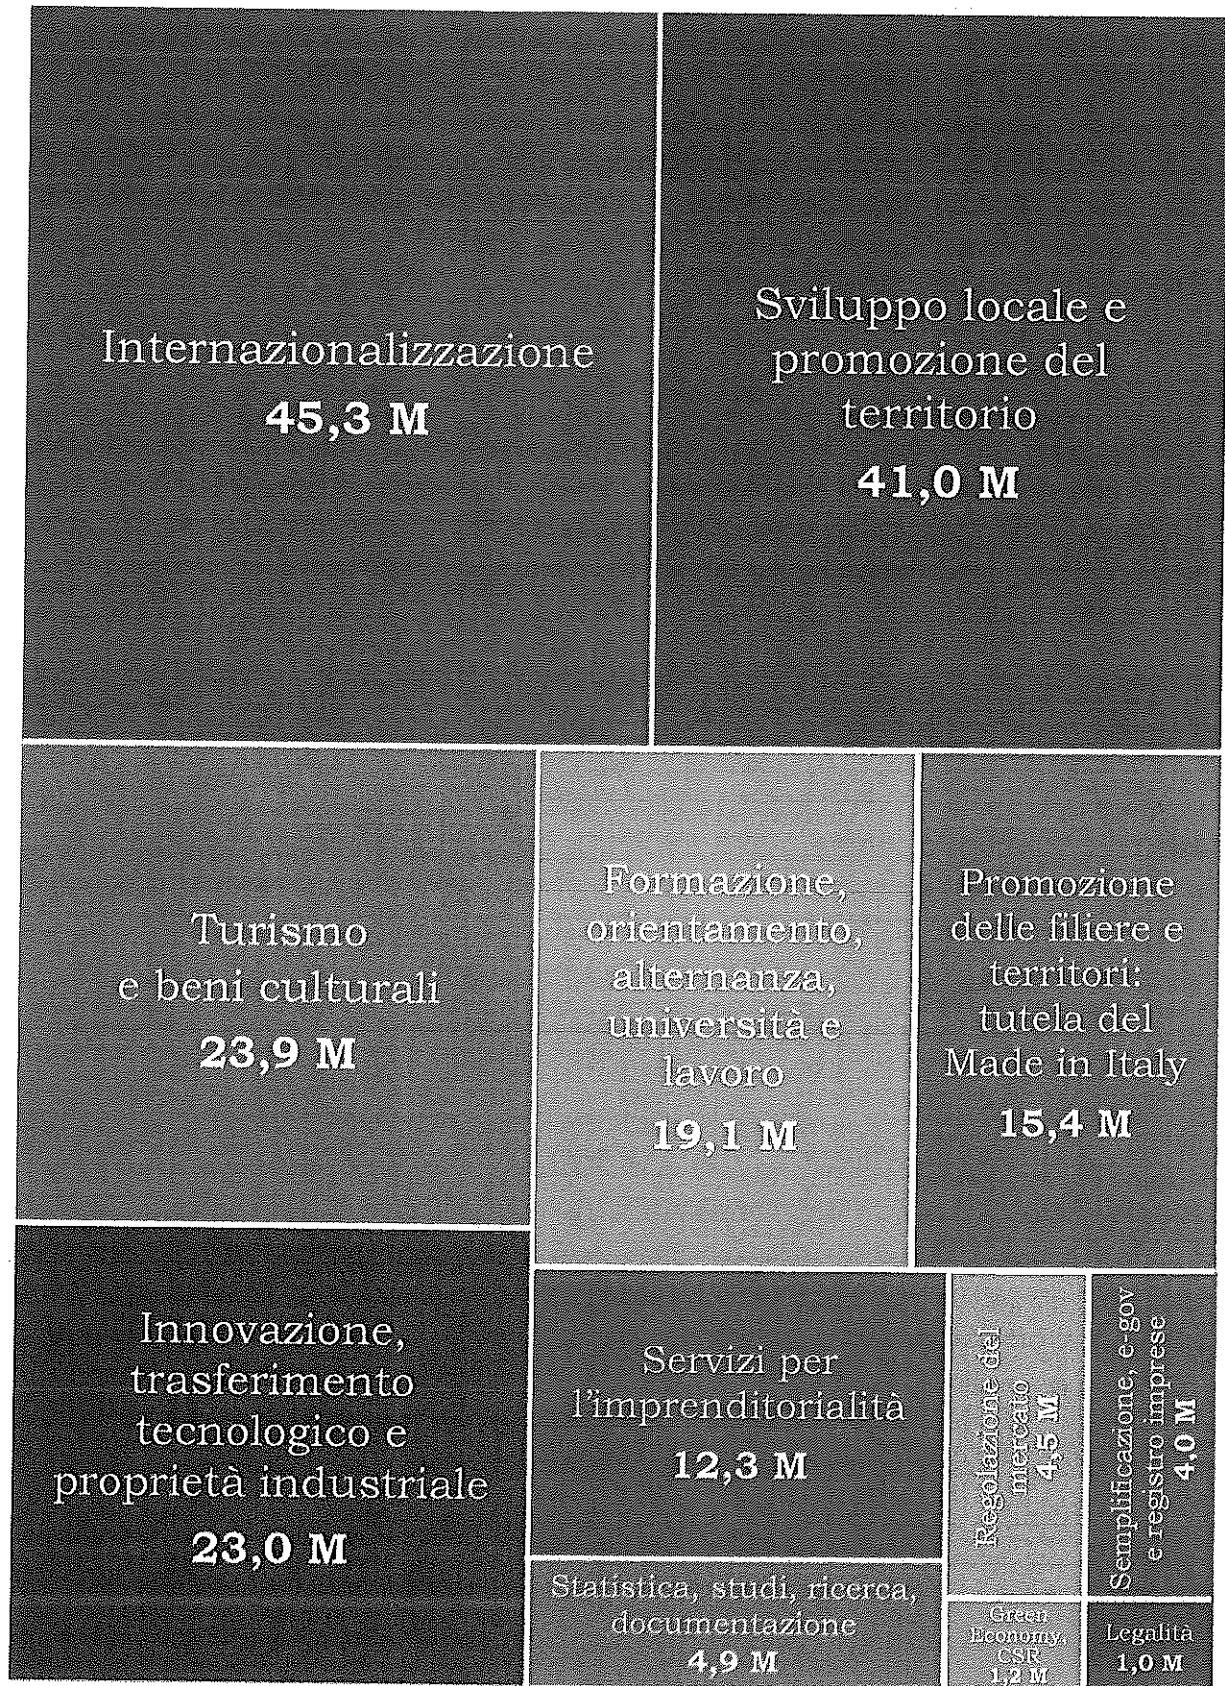 Internazionalizzazione
45,3 M
Sviluppo locale e
promozione del
territorio
41,0 M
Turismo
e beni culturali
23,9 M
Formazione,
orientamento,
alternanza,
università e
lavoro
19,1 M
Promozione
delle filiere e
territori:
tutela del
Made in Italy
15,4 M
Innovazione,
trasferimento
tecnologico e
proprietà industriale
23,0 M
Servizi per
l'imprenditorialità
12,3 M
Statistica, studi, ricerca,
documentazione
4,9 M
Regolazione del
mercato
4,5 M
Semplificazione, e-gov
e registro imprese
4,0 M
Green
Economy,
CSR
1,2 M
Legalità
1,0 M